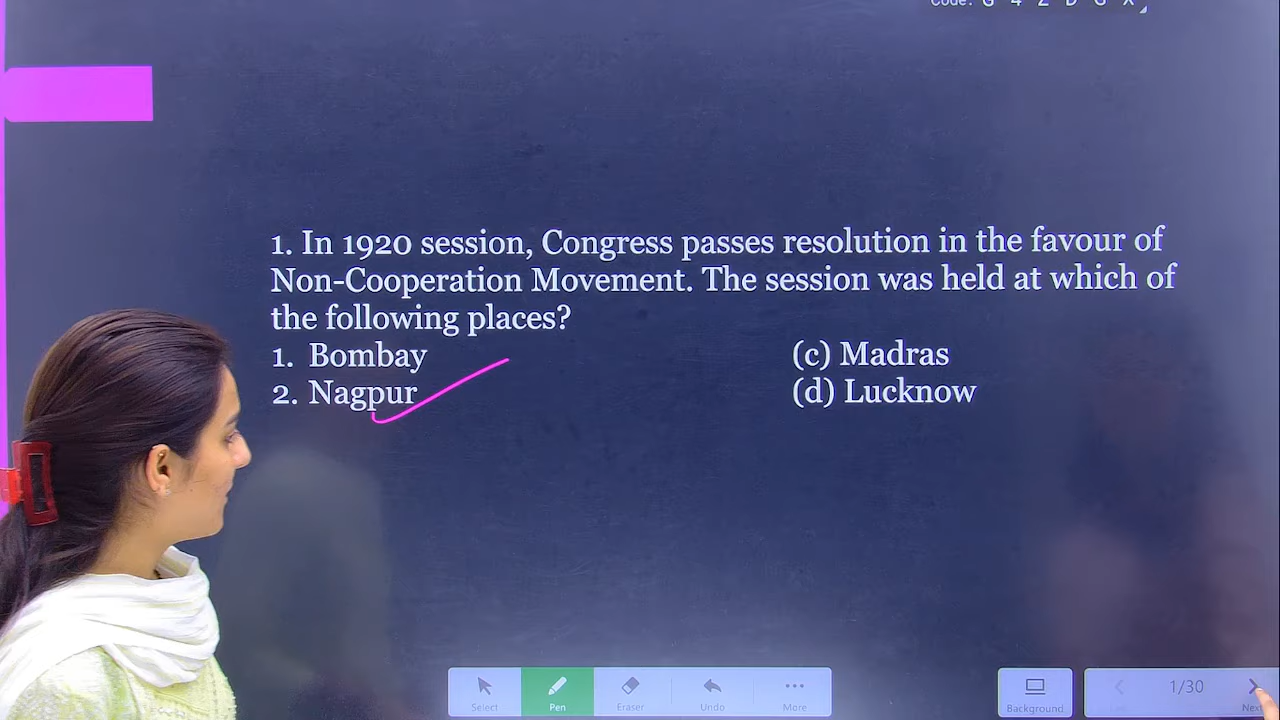 Code: G 4 Z D G X
1. In 1920 session, Congress passes resolution in the favour of
Non-Cooperation Movement. The session was held at which of
the following places?
1. Bombay (c) Madras
2. Nagpur (d) Lucknow
Select Pen Eraser Undo More Background 1/30 Next